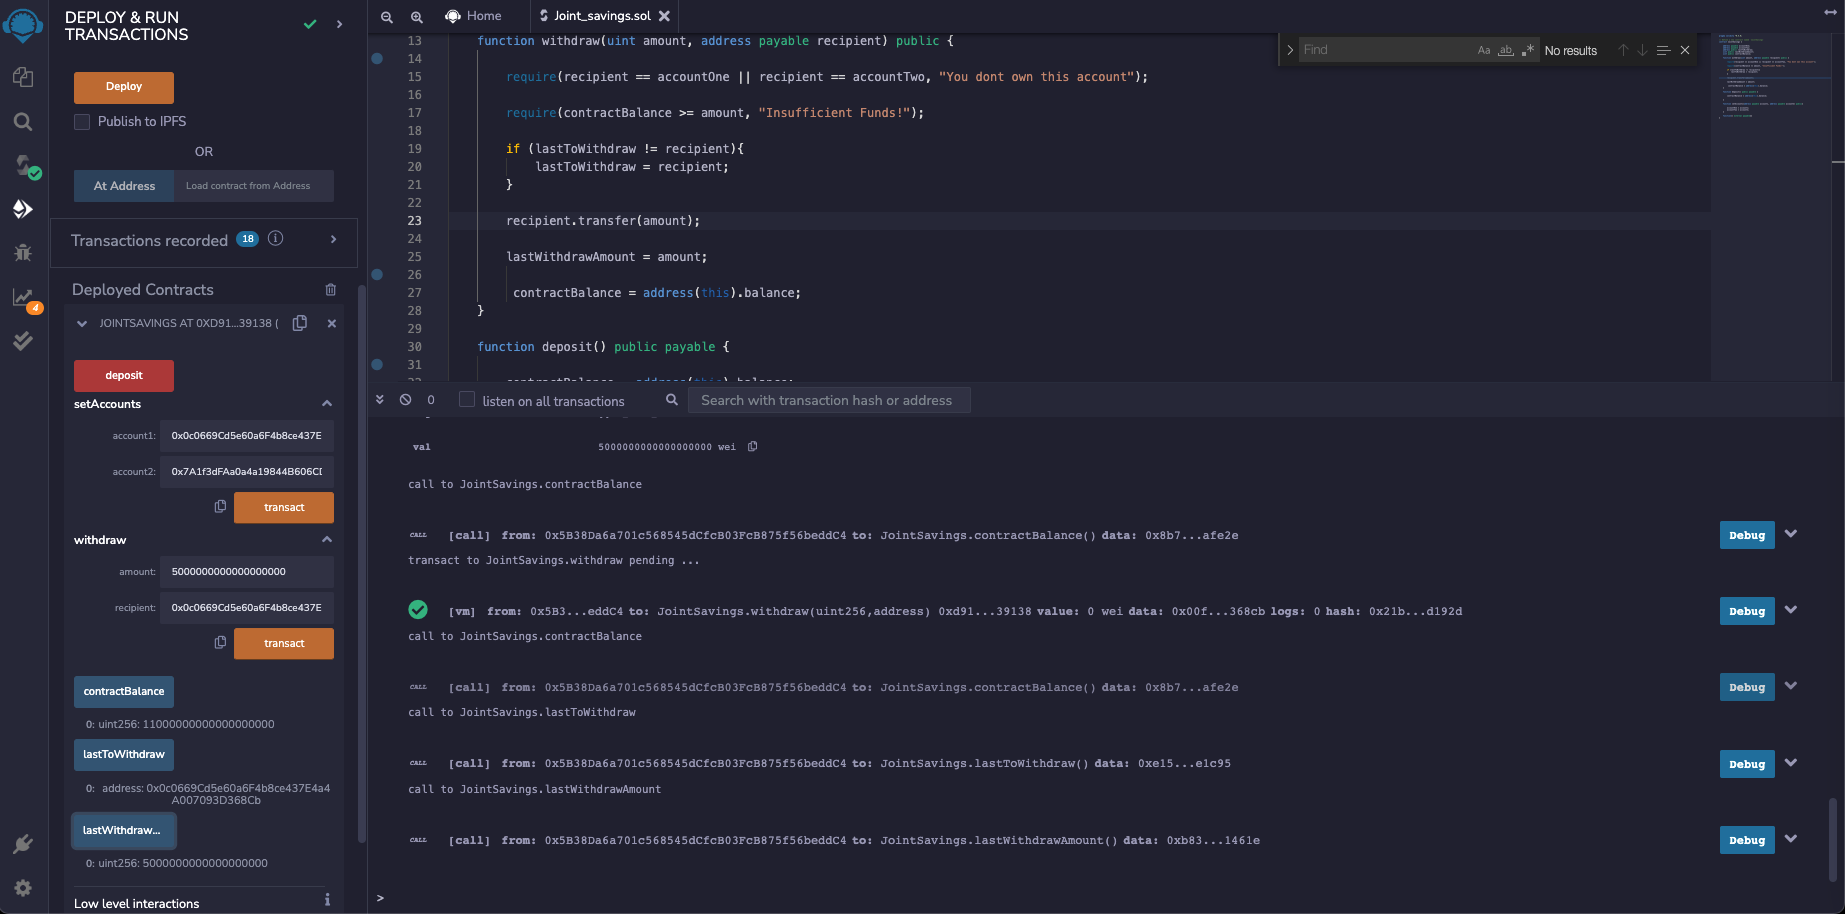 DEPLOY & RUN
TRANSACTIONS
Deploy
Publish to IPFS
OR
At Address
Load contract from Address
Transactions recorded 18
Deployed Contracts
JOINTSAVINGS AT 0XD91...39138 (
deposit
setAccounts
account1: 0x0c0669Cd5e60a6F4b8ce437E
account2: 0x7A1f3dFAa0a4a19844B606CD
transact
withdraw
amount: 5000000000000000000
recipient: 0x0c0669Cd5e60a6F4b8ce437E
transact
contractBalance
0: uint256: 11000000000000000000
lastToWithdraw
0: address: 0x0c0669Cd5e60a6F4b8ce437E4a4
A007093D368Cb
lastWithdraw...
0: uint256: 5000000000000000000
Low level interactions
4
Home
Joint_savings.sol
Find
Aa ab .*
No results
13 function withdraw(uint amount, address payable recipient) public {
14
15 require(recipient == accountOne || recipient == accountTwo, "You dont own this account");
16
17 require(contractBalance >= amount, "Insufficient Funds!");
18
19 if (lastToWithdraw != recipient){
20 lastToWithdraw = recipient;
21 }
22
23 recipient.transfer(amount);
24
25 lastWithdrawAmount = amount;
26
27 contractBalance = address(this).balance;
28 }
29
30 function deposit() public payable {
31
0
listen on all transactions
Search with transaction hash or address
val 5000000000000000000 wei
call to JointSavings.contractBalance
CALL [call] from: 0x5B38Da6a701c568545dCfcB03FcB875f56beddC4 to: JointSavings.contractBalance() data: 0x8b7...afe2e
Debug
transact to JointSavings.withdraw pending ...
[vm] from: 0x5B3...eddC4 to: JointSavings.withdraw(uint256,address) 0xd91...39138 value: 0 wei data: 0x00f...368cb logs: 0 hash: 0x21b...d192d
Debug
call to JointSavings.contractBalance
CALL [call] from: 0x5B38Da6a701c568545dCfcB03FcB875f56beddC4 to: JointSavings.contractBalance() data: 0x8b7...afe2e
Debug
call to JointSavings.lastToWithdraw
CALL [call] from: 0x5B38Da6a701c568545dCfcB03FcB875f56beddC4 to: JointSavings.lastToWithdraw() data: 0xe15...e1c95
Debug
call to JointSavings.lastWithdrawAmount
CALL [call] from: 0x5B38Da6a701c568545dCfcB03FcB875f56beddC4 to: JointSavings.lastWithdrawAmount() data: 0xb83...1461e
Debug
>